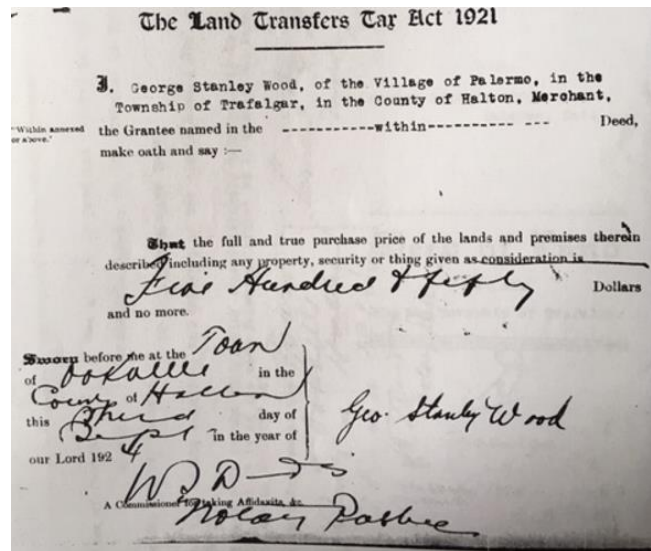 The Land Transfers Tax Act 1921
I, George Stanley Wood, of the Village of Palermo, in the
Township of Trafalgar, in the County of Halton, Merchant,
"Within annexed
or above."
the Grantee named in the -----------within--------- --- Deed,
make oath and say :—
That the full and true purchase price of the lands and premises therein
described including any property, security or thing given as consideration is
Five Hundred & fifty Dollars
and no more.
Sworn before me at the Town
of Oakville in the
County of Halton
this Third day of
Sept in the year of
our Lord 1924
Geo. Stanley Wood
A Commissioner for taking Affidavits, &c.
Notary Public